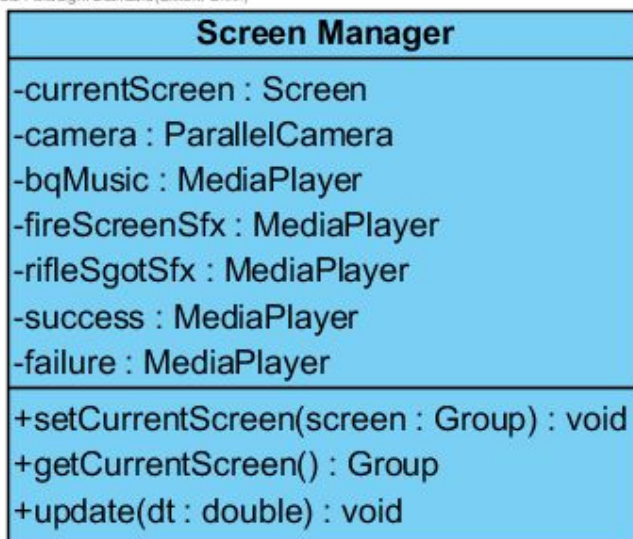 Screen Manager
-currentScreen : Screen
-camera : ParallelCamera
-bqMusic : MediaPlayer
-fireScreenSfx : MediaPlayer
-rifleSgotSfx : MediaPlayer
-success : MediaPlayer
-failure : MediaPlayer
+setCurrentScreen(screen : Group) : void
+getCurrentScreen() : Group
+update(dt : double) : void